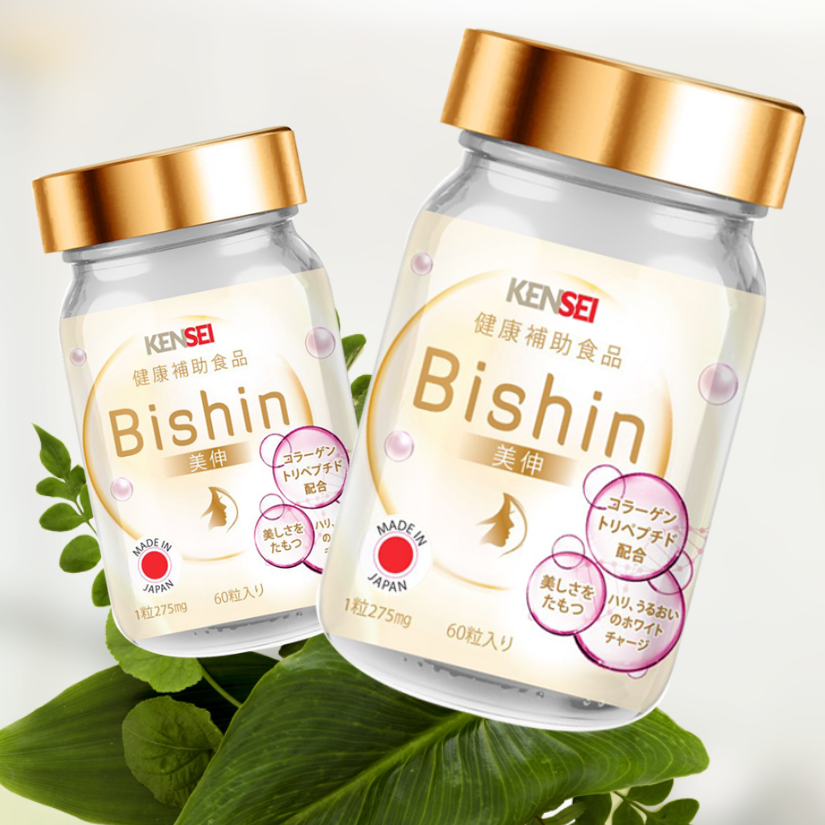 KENSEI
健康補助食品
Bishin
美伸
コラーゲン
トリペプチド
配合
美しさを
たもつ
ハリ、
の
MADE IN
JAPAN
1粒275mg
60粒入り
KENSEI
健康補助食品
Bishin
美伸
コラーゲン
トリペプチド
配合
美しさを
たもつ
ハリ、うるおい
のホワイト
チャージ
MADE IN
JAPAN
1粒275mg
60粒入り